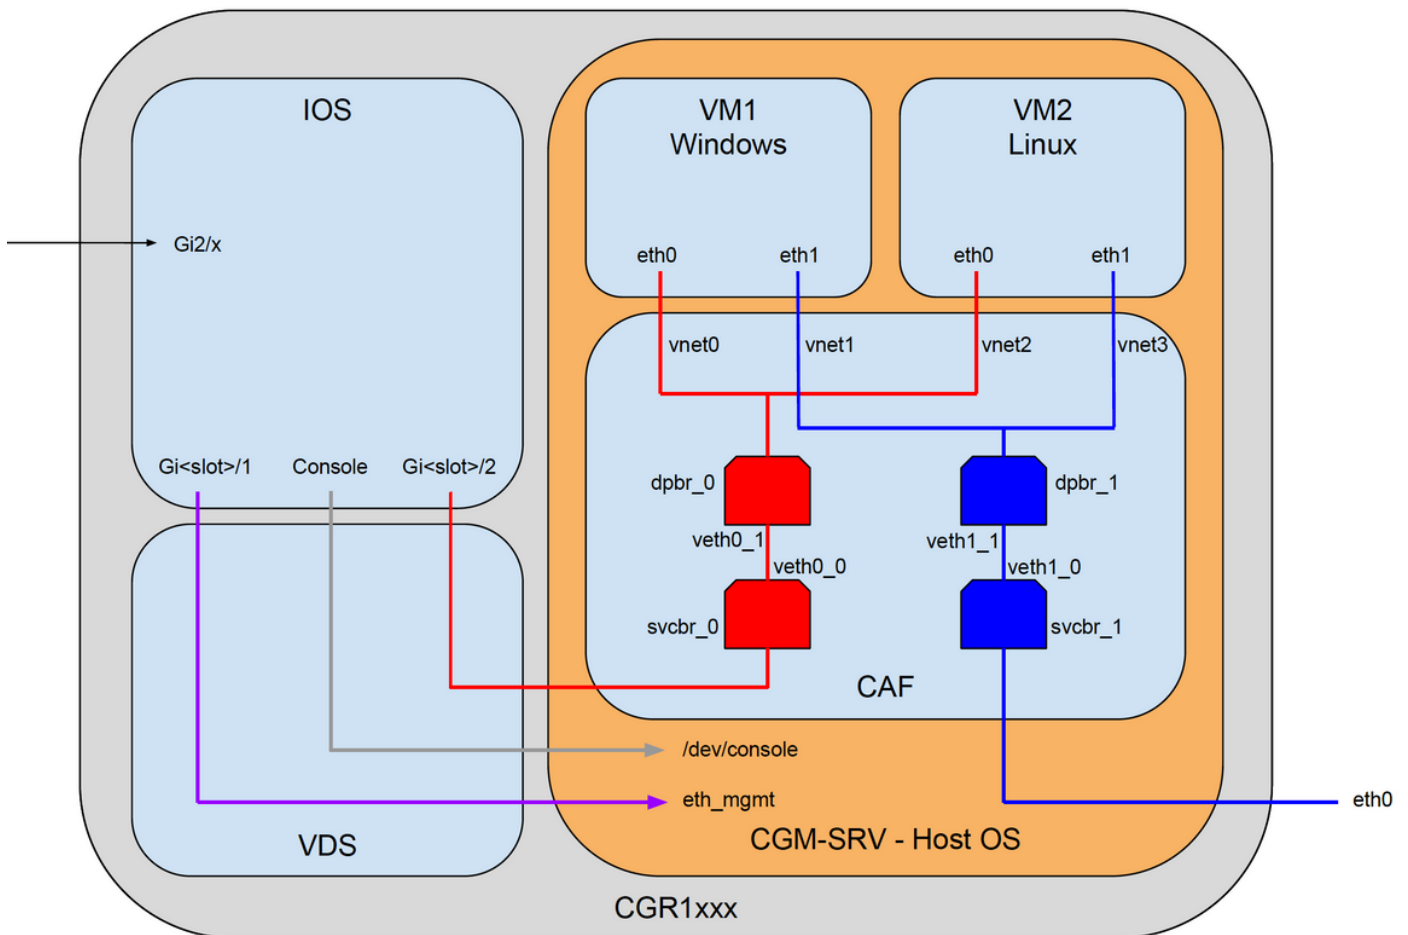 IOS
Gi2/x
Gi<slot>/1
Console
Gi<slot>/2
VDS
VM1
Windows
eth0
eth1
VM2
Linux
eth0
eth1
vnet0
vnet1
vnet2
vnet3
dpbr_0
dpbr_1
veth0_1
veth0_0
veth1_1
veth1_0
svcbr_0
svcbr_1
CAF
/dev/console
eth_mgmt
eth0
CGM-SRV - Host OS
CGR1xxx